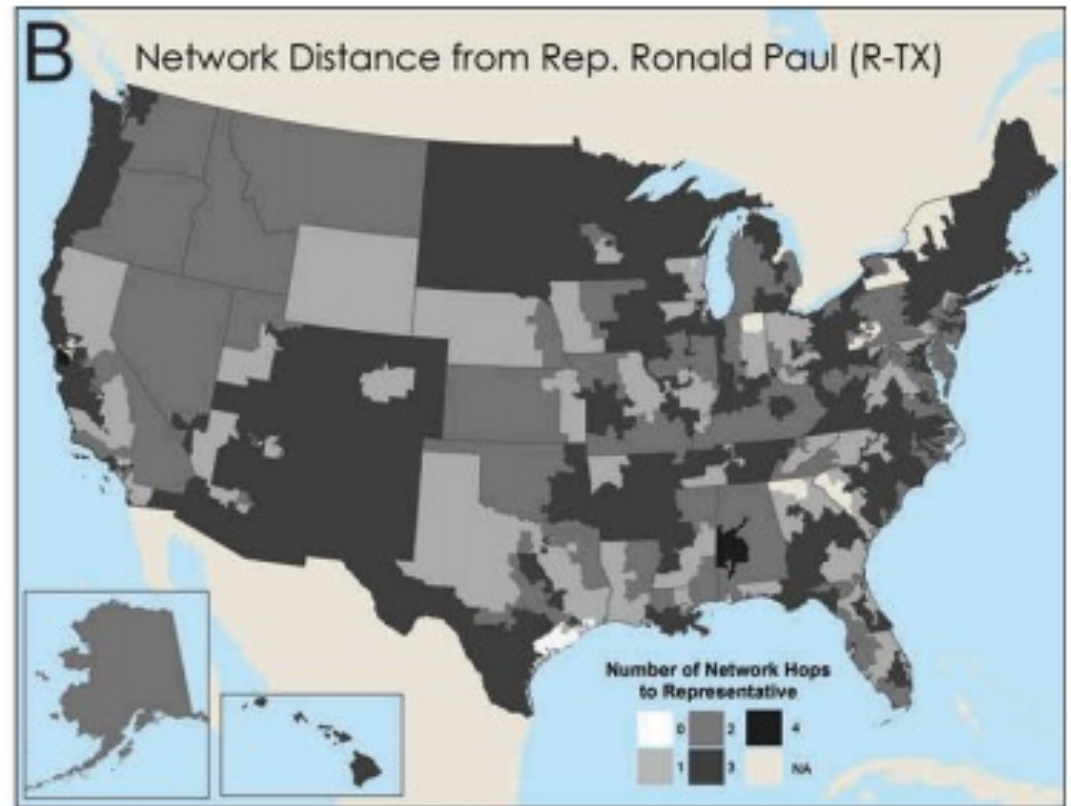 B
Network Distance from Rep. Ronald Paul (R-TX)
Number of Network Hops
to Representative
0 2 4
1 3 NA